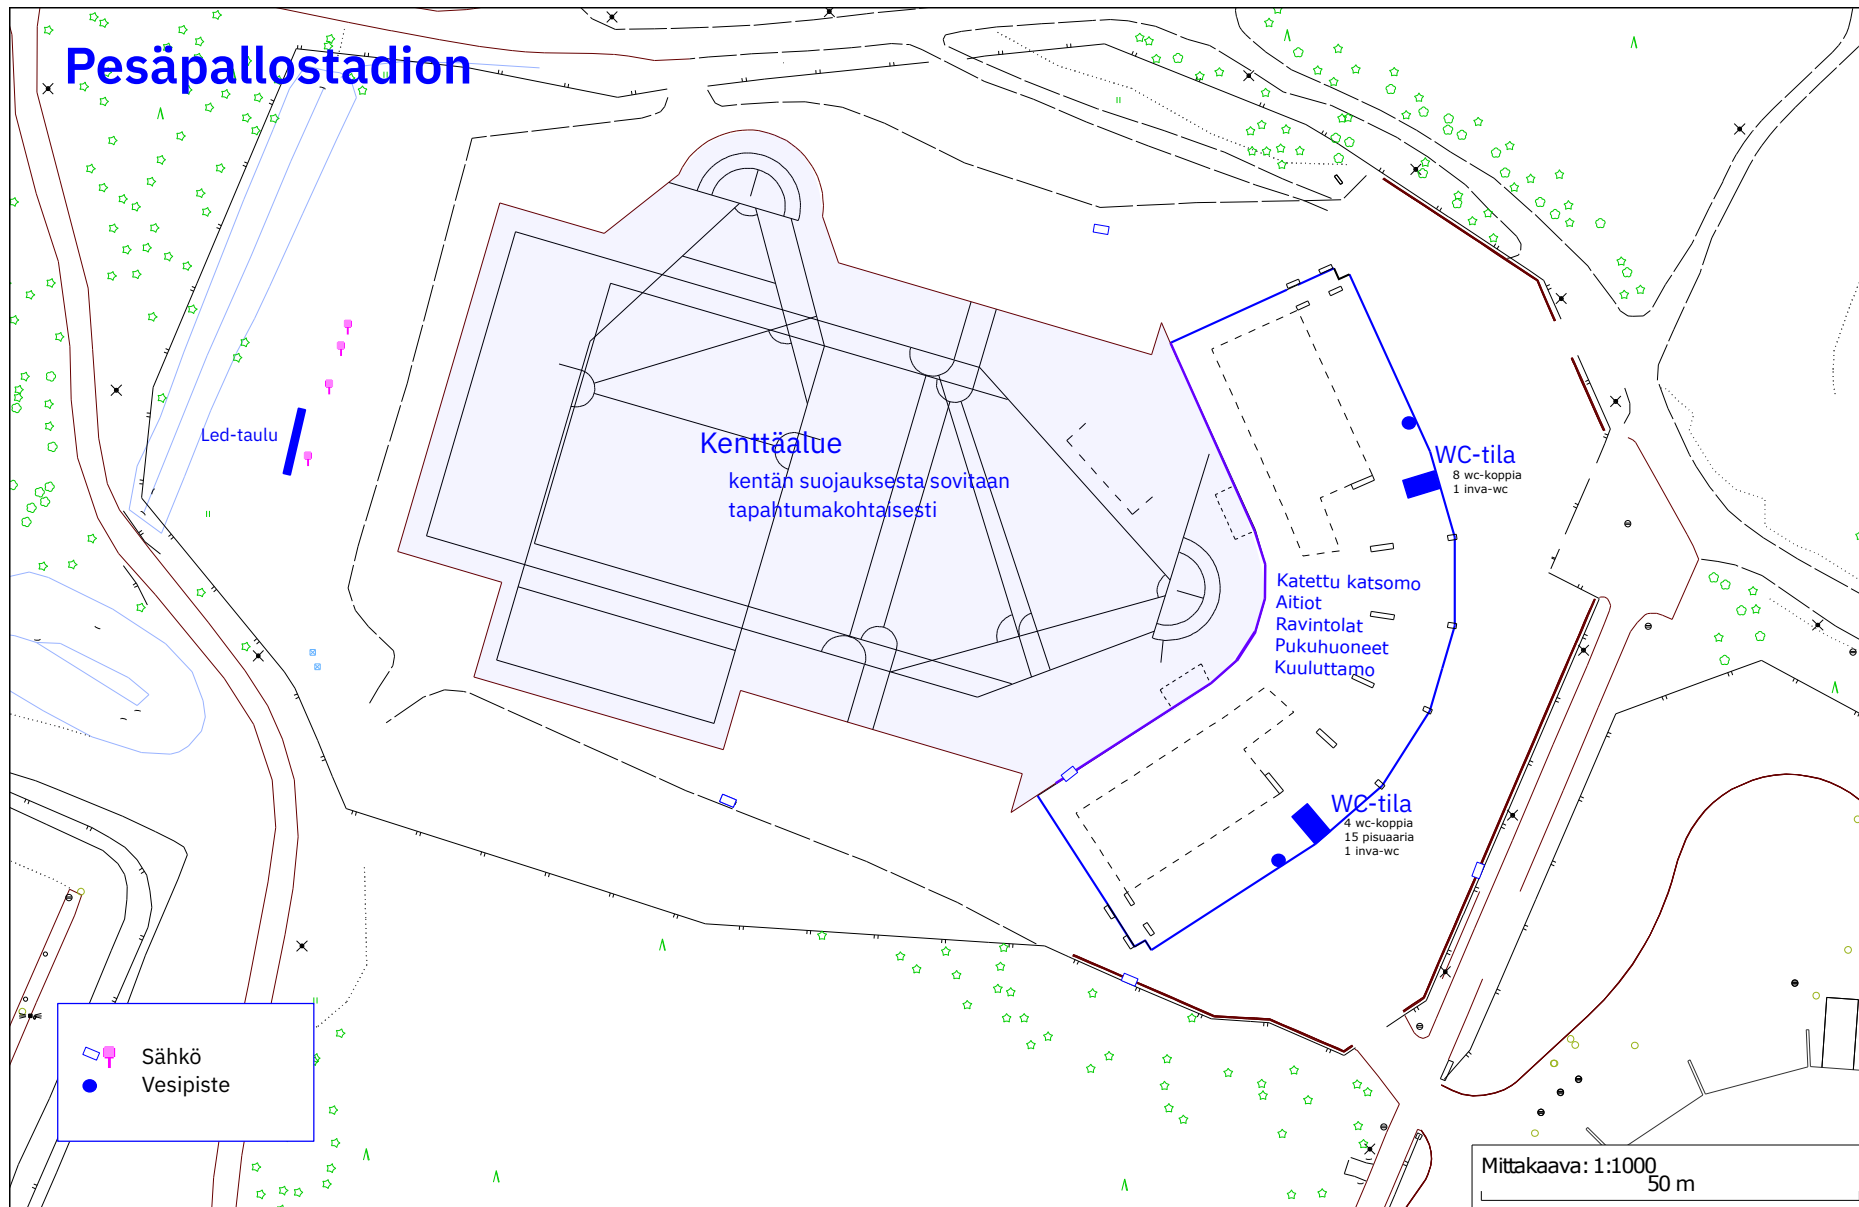 Pesäpallostadion
Led-taulu
Kenttäalue
kentän suojauksesta sovitaan
tapahtumakohtaisesti
WC-tila
8 wc-koppia
1 inva-wc
Katettu katsomo
Aitiot
Ravintolat
Pukuhuoneet
Kuuluttamo
WC-tila
4 wc-koppia
15 pisuaaria
1 inva-wc
Sähkö
Vesipiste
Mittakaava: 1:1000
50 m